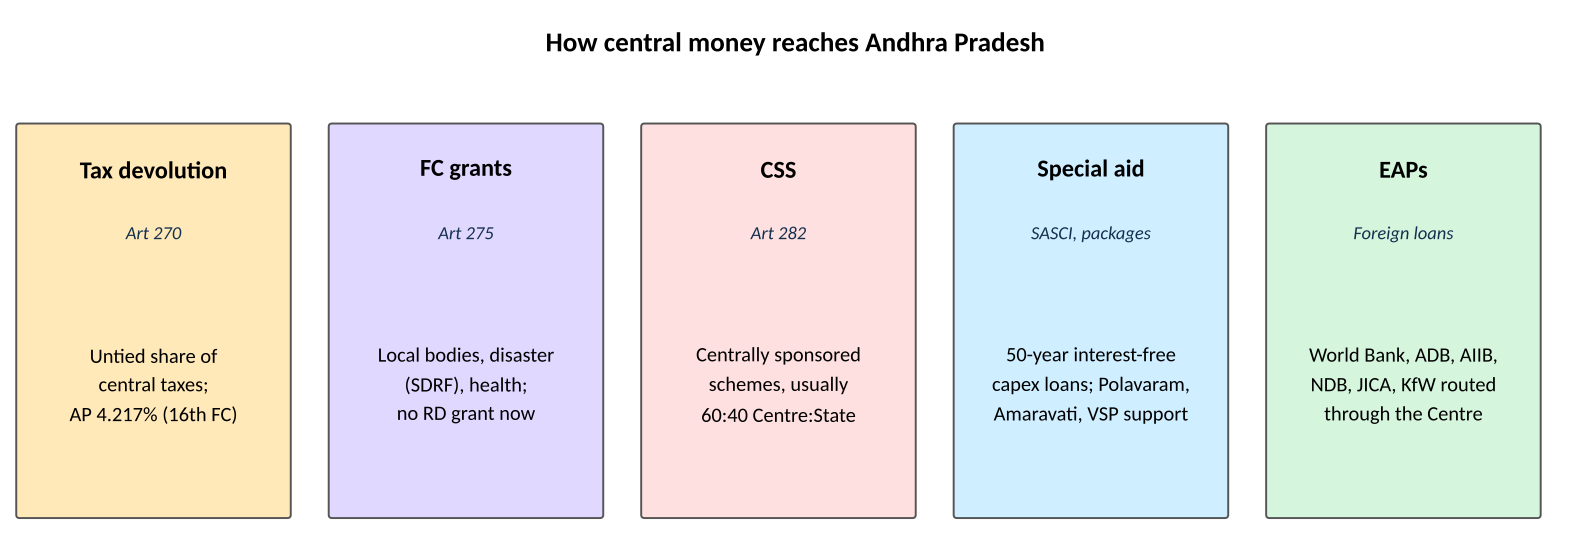 How central money reaches Andhra Pradesh
Tax devolution
Art 270
Untied share of
central taxes;
AP 4.217% (16th FC)
FC grants
Art 275
Local bodies, disaster
(SDRF), health;
no RD grant now
CSS
Art 282
Centrally sponsored
schemes, usually
60:40 Centre:State
Special aid
SASCI, packages
50-year interest-free
capex loans; Polavaram,
Amaravati, VSP support
EAPs
Foreign loans
World Bank, ADB, AIIB,
NDB, JICA, KfW routed
through the Centre